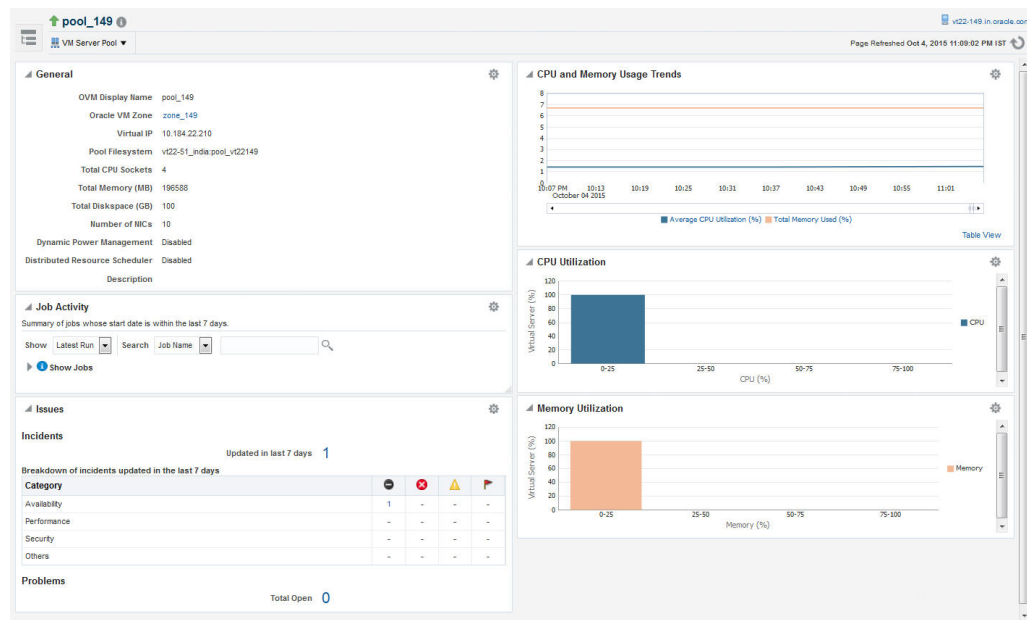 pool_149
vt22-149.in.oracle.com
VM Server Pool
Page Refreshed Oct 4, 2015 11:09:02 PM IST
General
OVM Display Name pool_149
Oracle VM Zone zone_149
Virtual IP 10.184.22.210
Pool Filesystem vt22-51_india:pool_vt22149
Total CPU Sockets 4
Total Memory (MB) 196588
Total Diskspace (GB) 100
Number of NICs 10
Dynamic Power Management Disabled
Distributed Resource Scheduler Disabled
Description
Job Activity
Summary of jobs whose start date is within the last 7 days.
Show Latest Run Search Job Name
Show Jobs
Issues
Incidents
Updated in last 7 days 1
Breakdown of incidents updated in the last 7 days
Category
Availability 1 - - -
Performance - - - -
Security - - - -
Others - - - -
Problems
Total Open 0
CPU and Memory Usage Trends
8
7
6
5
4
3
2
1
0
10:07 PM 10:13 10:19 10:25 10:31 10:37 10:43 10:49 10:55 11:01
October 04 2015
Average CPU Utilization (%) Total Memory Used (%)
Table View
CPU Utilization
Virtual Server (%)
120
100
80
60
40
20
0
0-25 25-50 50-75 75-100
CPU (%)
CPU
Memory Utilization
Virtual Server (%)
120
100
80
60
40
20
0
0-25 25-50 50-75 75-100
Memory (%)
Memory